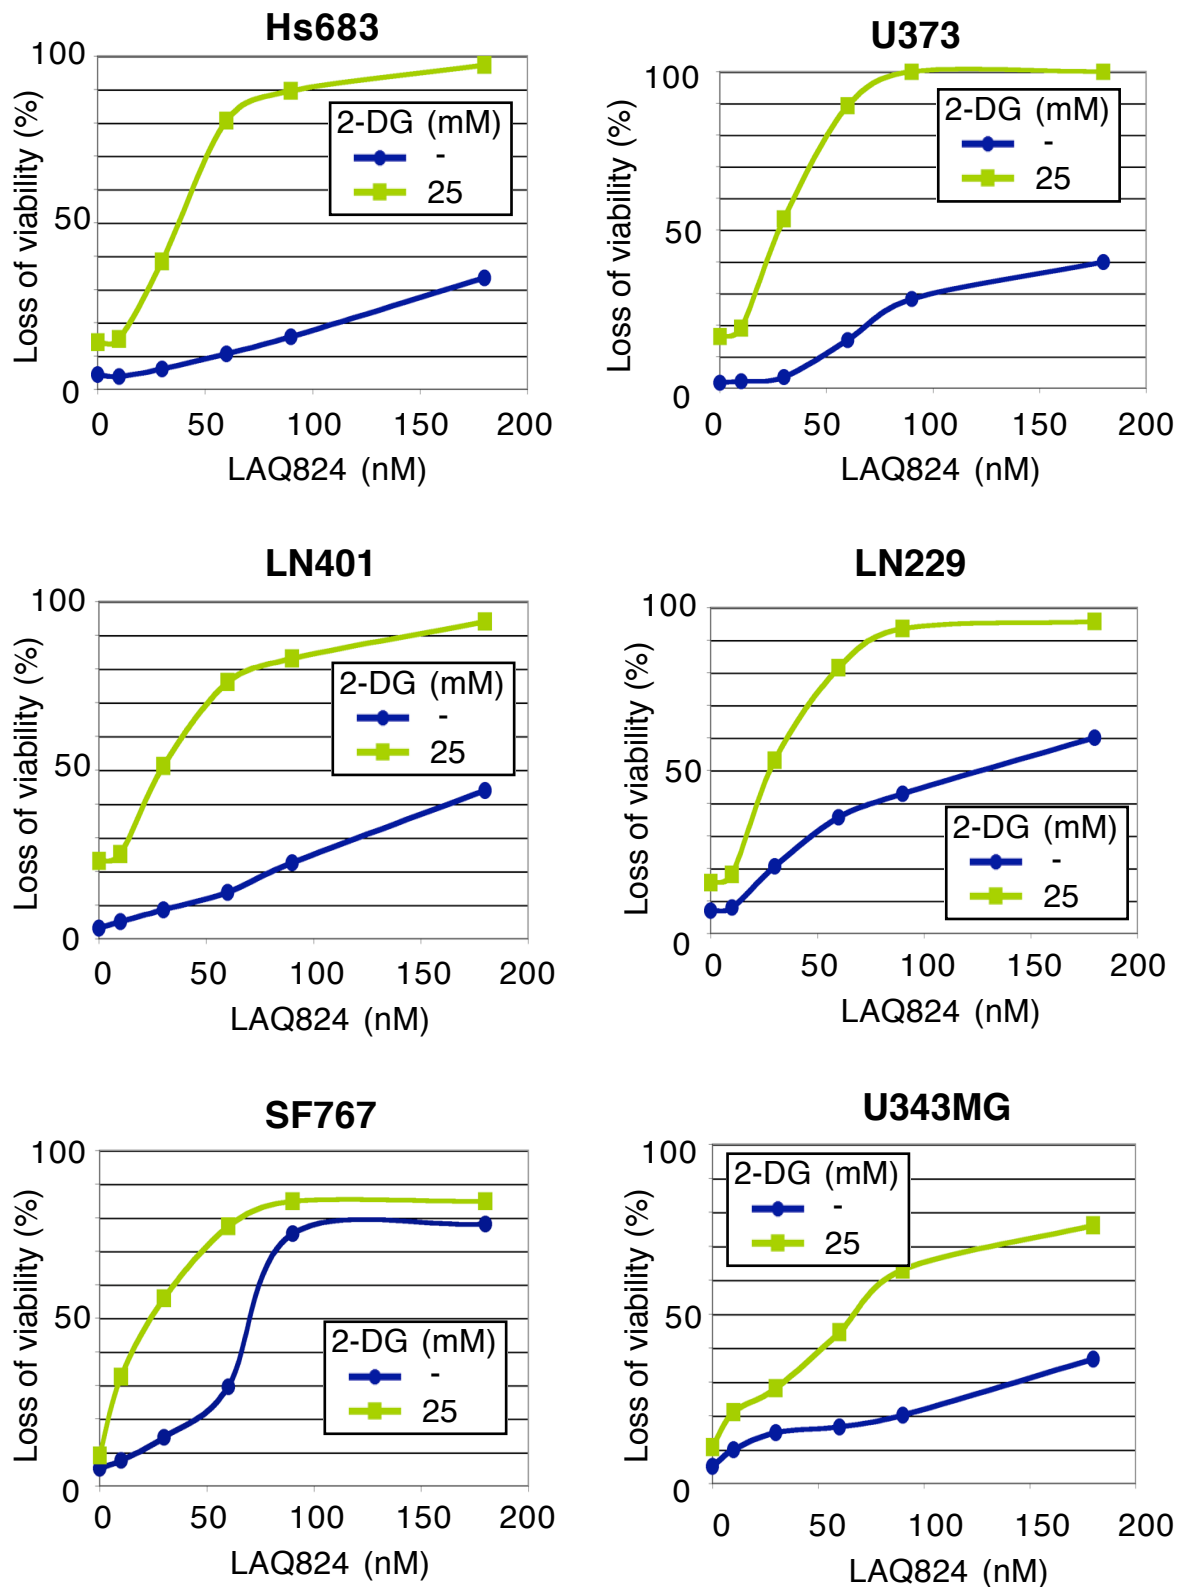 Hs683
Loss of viability (%)
100
50
0
2-DG (mM)
-
25
0 50 100 150 200
LAQ824 (nM)
U373
Loss of viability (%)
100
50
0
2-DG (mM)
-
25
0 50 100 150 200
LAQ824 (nM)
LN401
Loss of viability (%)
100
50
0
2-DG (mM)
-
25
0 50 100 150 200
LAQ824 (nM)
LN229
Loss of viability (%)
100
50
0
2-DG (mM)
-
25
0 50 100 150 200
LAQ824 (nM)
SF767
Loss of viability (%)
100
50
0
2-DG (mM)
-
25
0 50 100 150 200
LAQ824 (nM)
U343MG
Loss of viability (%)
100
50
0
2-DG (mM)
-
25
0 50 100 150 200
LAQ824 (nM)